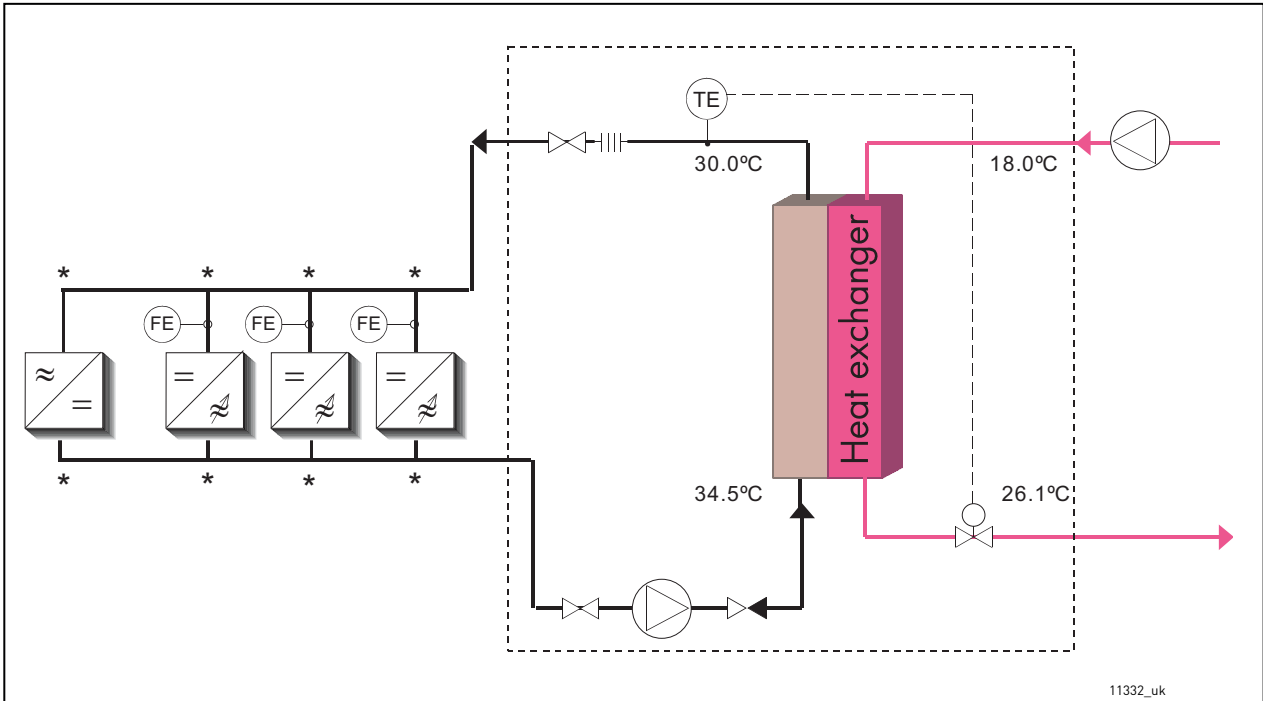 TE
30.0ºC
18.0ºC
* * * *
FE FE FE
≈ = = =
= ≈ ≈ ≈
Heat exchanger
* * * *
34.5ºC
26.1ºC
11332_uk